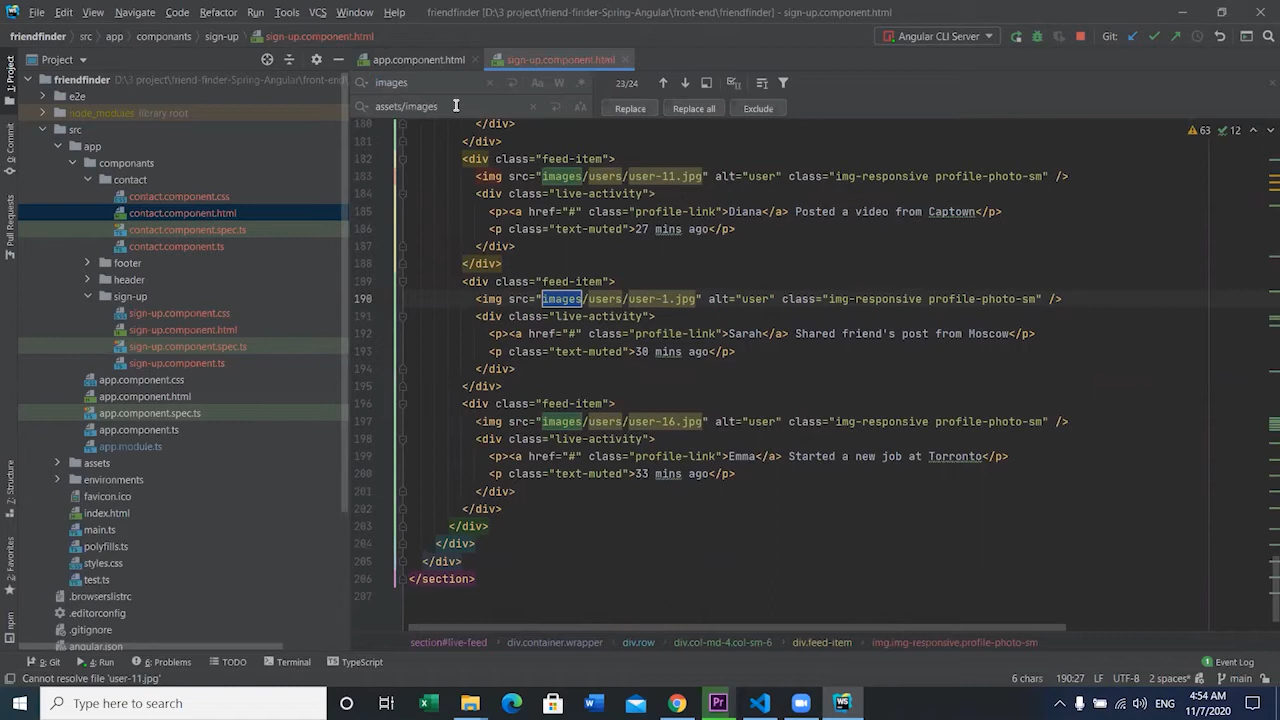 File Edit View Navigate Code Refactor Run Tools VCS Window Help friendfinder [D:\3 project\friend-finder-Spring-Angular\front-end\friendfinder] - sign-up.component.html
friendfinder src app componants sign-up sign-up.component.html Angular CLI Server Git:
Project app.component.html sign-up.component.html
friendfinder D:\3 project\friend-finder-Spring-Angular\front-end\
images 23/24
e2e
assets/images Replace Replace all Exclude
node_modules library root
180 </div>
src 63 12
181 </div>
app
182 <div class="feed-item">
componants
183 <img src="images/users/user-11.jpg" alt="user" class="img-responsive profile-photo-sm" />
contact
184 <div class="live-activity">
contact.component.css
185 <p><a href="#" class="profile-link">Diana</a> Posted a video from Captown</p>
contact.component.html
186 <p class="text-muted">27 mins ago</p>
contact.component.spec.ts
187 </div>
contact.component.ts
188 </div>
footer
189 <div class="feed-item">
header
190 <img src="images/users/user-1.jpg" alt="user" class="img-responsive profile-photo-sm" />
sign-up
191 <div class="live-activity">
sign-up.component.css
192 <p><a href="#" class="profile-link">Sarah</a> Shared friend's post from Moscow</p>
sign-up.component.html
193 <p class="text-muted">30 mins ago</p>
sign-up.component.spec.ts
194 </div>
sign-up.component.ts
195 </div>
app.component.css
196 <div class="feed-item">
app.component.html
197 <img src="images/users/user-16.jpg" alt="user" class="img-responsive profile-photo-sm" />
app.component.spec.ts
198 <div class="live-activity">
app.component.ts
199 <p><a href="#" class="profile-link">Emma</a> Started a new job at Torronto</p>
app.module.ts
200 <p class="text-muted">33 mins ago</p>
assets
201 </div>
environments
202 </div>
favicon.ico
203 </div>
index.html
204 </div>
main.ts
205 </div>
polyfills.ts
206 </section>
styles.css
207
test.ts
.browserslistrc
.editorconfig
.gitignore
angular.json
section#live-feed div.container.wrapper div.row div.col-md-4.col-sm-6 div.feed-item img.img-responsive.profile-photo-sm
1: Project
Commit
Pull Requests
Z: Structure
2: Favorites
npm
9: Git 4: Run 6: Problems TODO Terminal TypeScript Event Log
Cannot resolve file 'user-11.jpg' 6 chars 190:27 LF UTF-8 2 spaces* main
Type here to search Pr WS ENG 4:54 AM
11/7/2020